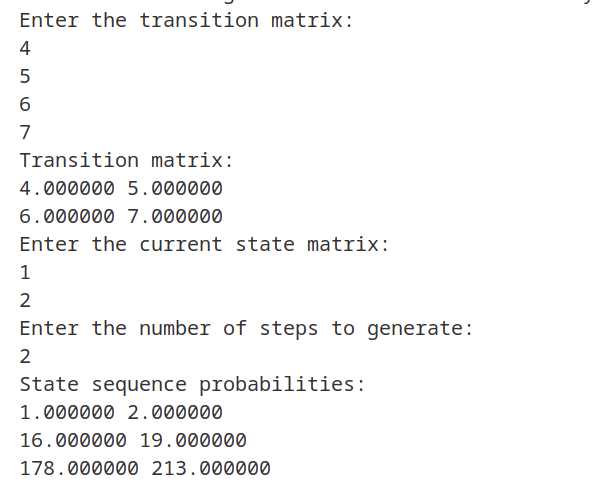 Enter the transition matrix:
4
5
6
7
Transition matrix:
4.000000 5.000000
6.000000 7.000000
Enter the current state matrix:
1
2
Enter the number of steps to generate:
2
State sequence probabilities:
1.000000 2.000000
16.000000 19.000000
178.000000 213.000000